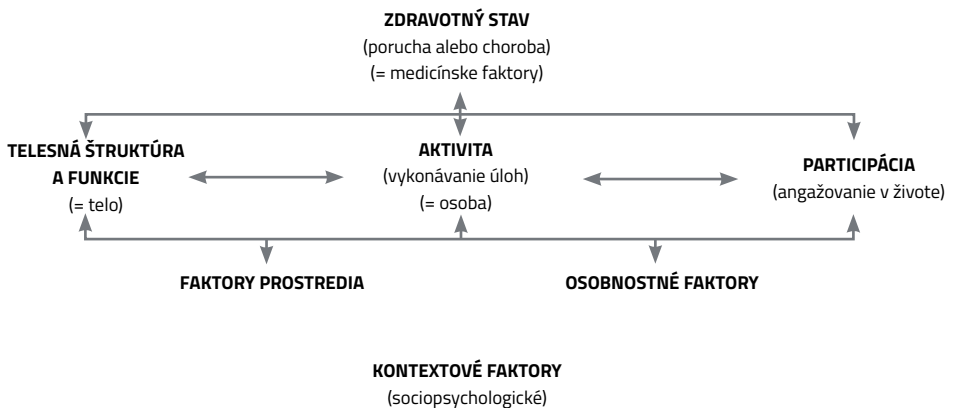 ZDRAVOTNÝ STAV
(porucha alebo choroba)
(= medicínske faktory)
TELESNÁ ŠTRUKTÚRA
A FUNKCIE
(= telo)
AKTIVITA
(vykonávanie úloh)
(= osoba)
PARTICIPÁCIA
(angažovanie v živote)
FAKTORY PROSTREDIA
OSOBNOSTNÉ FAKTORY
KONTEXTOVÉ FAKTORY
(sociopsychologické)